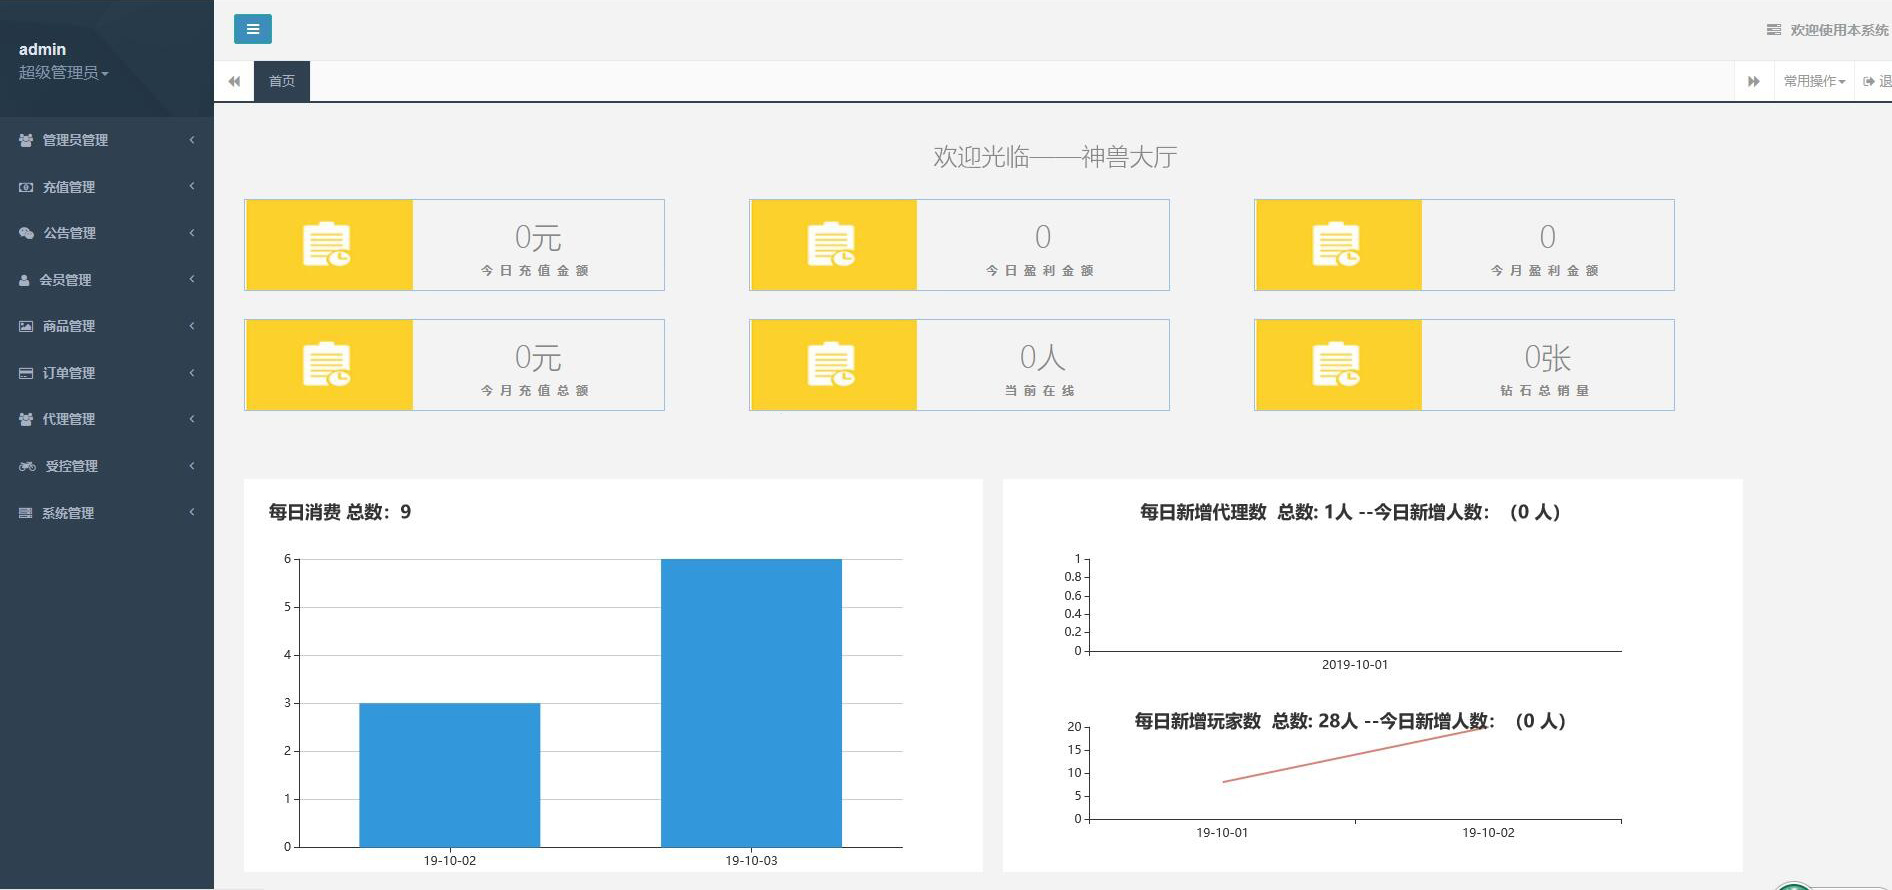 admin
超级管理员
管理员管理
充值管理
公告管理
会员管理
商品管理
订单管理
代理管理
受控管理
系统管理
欢迎使用本系统
首页
常用操作
退
欢迎光临——神兽大厅
0元
今日充值金额
0
今日盈利金额
0
今月盈利金额
0元
今月充值总额
0人
当前在线
0张
钻石总销量
每日消费 总数：9
6
5
4
3
2
1
0
19-10-02
19-10-03
每日新增代理数 总数: 1人 --今日新增人数：（0 人）
1
0.8
0.6
0.4
0.2
0
2019-10-01
每日新增玩家数 总数: 28人 --今日新增人数：（0 人）
20
15
10
5
0
19-10-01
19-10-02